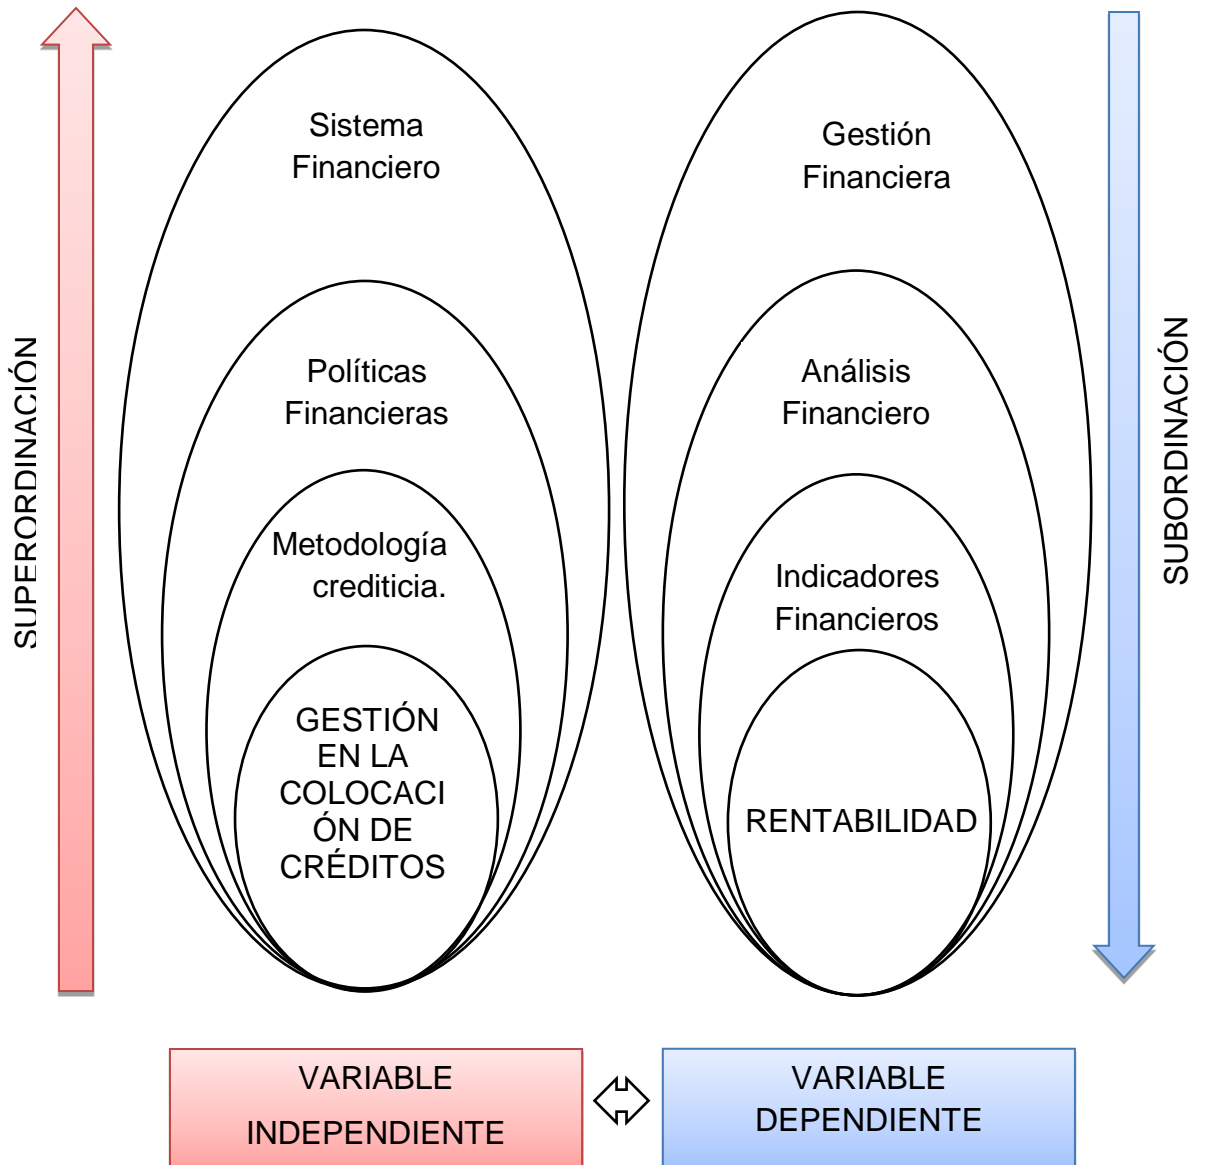 SUPERORDINACIÓN
Sistema
Financiero
Políticas
Financieras
Metodología
crediticia.
GESTIÓN
EN LA
COLOCACI
ÓN DE
CRÉDITOS
Gestión
Financiera
Análisis
Financiero
Indicadores
Financieros
RENTABILIDAD
SUBORDINACIÓN
VARIABLE
INDEPENDIENTE
VARIABLE
DEPENDIENTE